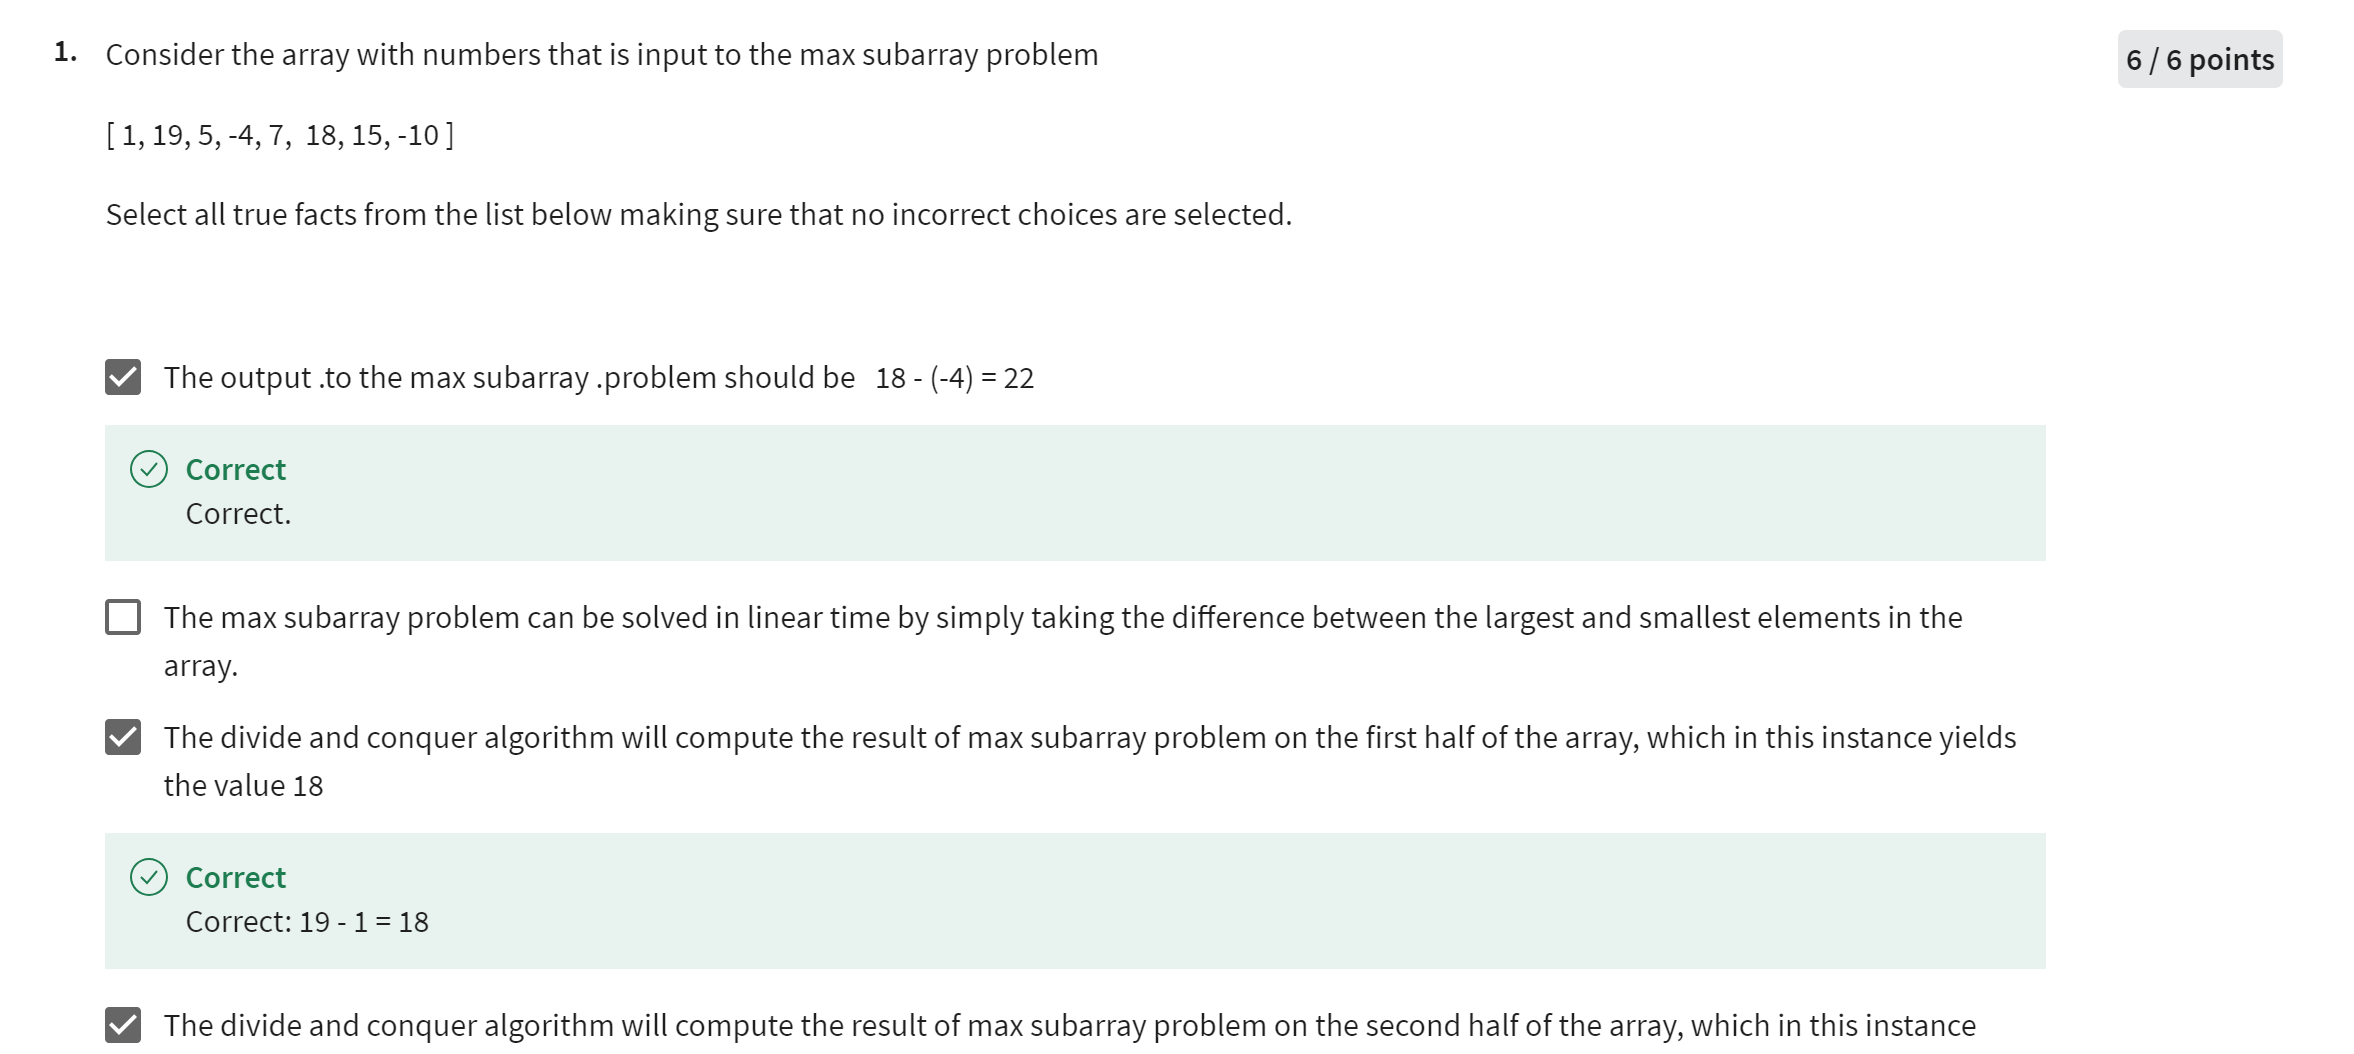 1. Consider the array with numbers that is input to the max subarray problem
6 / 6 points
[ 1, 19, 5, -4, 7,  18, 15, -10 ]
Select all true facts from the list below making sure that no incorrect choices are selected.
The output .to the max subarray .problem should be   18 - (-4) = 22
Correct
Correct.
The max subarray problem can be solved in linear time by simply taking the difference between the largest and smallest elements in the
array.
The divide and conquer algorithm will compute the result of max subarray problem on the first half of the array, which in this instance yields
the value 18
Correct
Correct: 19 - 1 = 18
The divide and conquer algorithm will compute the result of max subarray problem on the second half of the array, which in this instance